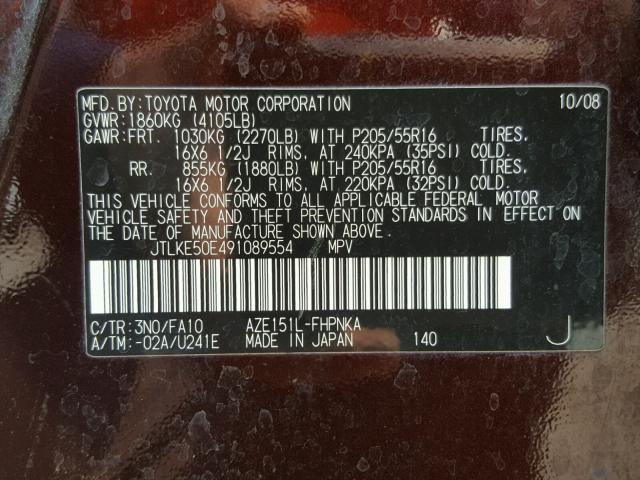 MFD.BY:TOYOTA MOTOR CORPORATION 10/08
GVWR:1860KG (4105LB)
GAWR:FRT. 1030KG (2270LB) WITH P205/55R16 TIRES,
16X6 1/2J RIMS, AT 240KPA (35PSI) COLD.
RR. 855KG (1880LB) WITH P205/55R16 TIRES,
16X6 1/2J RIMS, AT 220KPA (32PSI) COLD.
THIS VEHICLE CONFORMS TO ALL APPLICABLE FEDERAL MOTOR
VEHICLE SAFETY AND THEFT PREVENTION STANDARDS IN EFFECT ON
THE DATE OF MANUFACTURE SHOWN ABOVE.
JTLKE50E491089554 MPV
C/TR:3N0/FA10 AZE151L-FHPNKA
A/TM:-02A/U241E MADE IN JAPAN 140 J